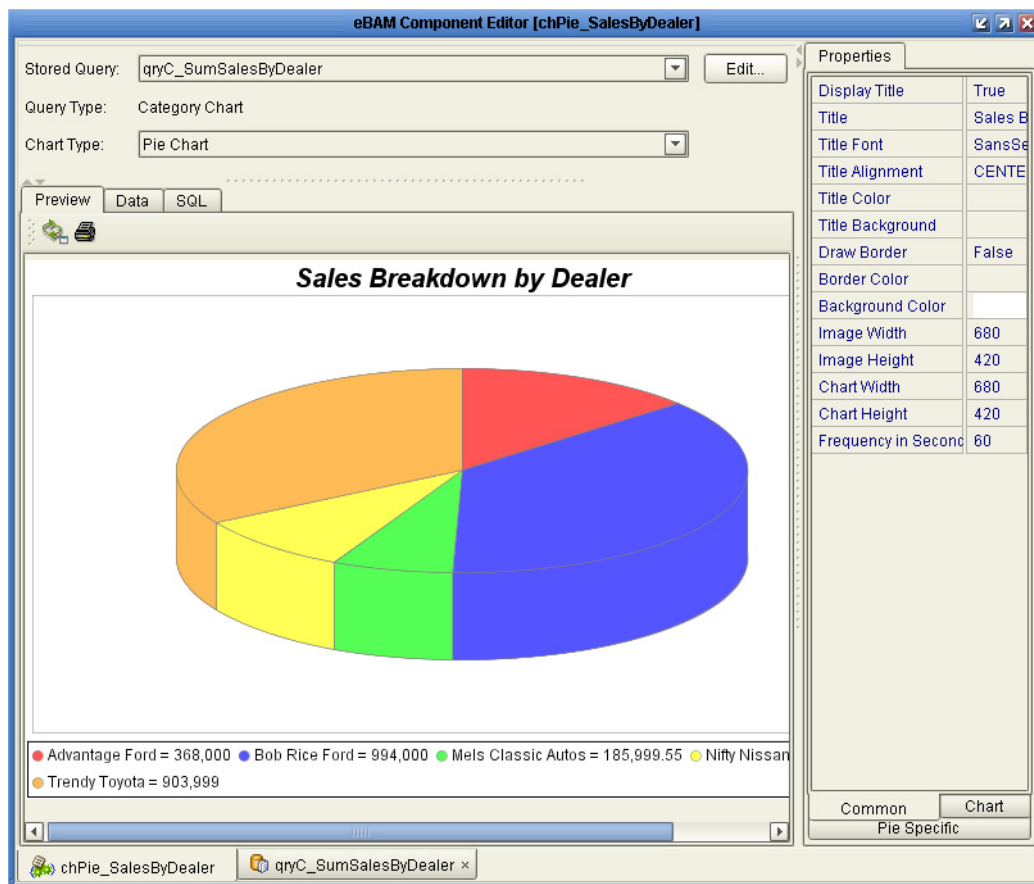 eBAM Component Editor [chPie_SalesByDealer]
Stored Query: qryC_SumSalesByDealer Edit...
Query Type: Category Chart
Chart Type: Pie Chart
Preview Data SQL
Sales Breakdown by Dealer
Advantage Ford = 368,000 Bob Rice Ford = 994,000 Mels Classic Autos = 185,999.55 Nifty Nissan
Trendy Toyota = 903,999
Properties
Display Title True
Title Sales B
Title Font SansSe
Title Alignment CENTE
Title Color
Title Background
Draw Border False
Border Color
Background Color
Image Width 680
Image Height 420
Chart Width 680
Chart Height 420
Frequency in Second 60
Common Chart
Pie Specific
chPie_SalesByDealer qryC_SumSalesByDealer ×